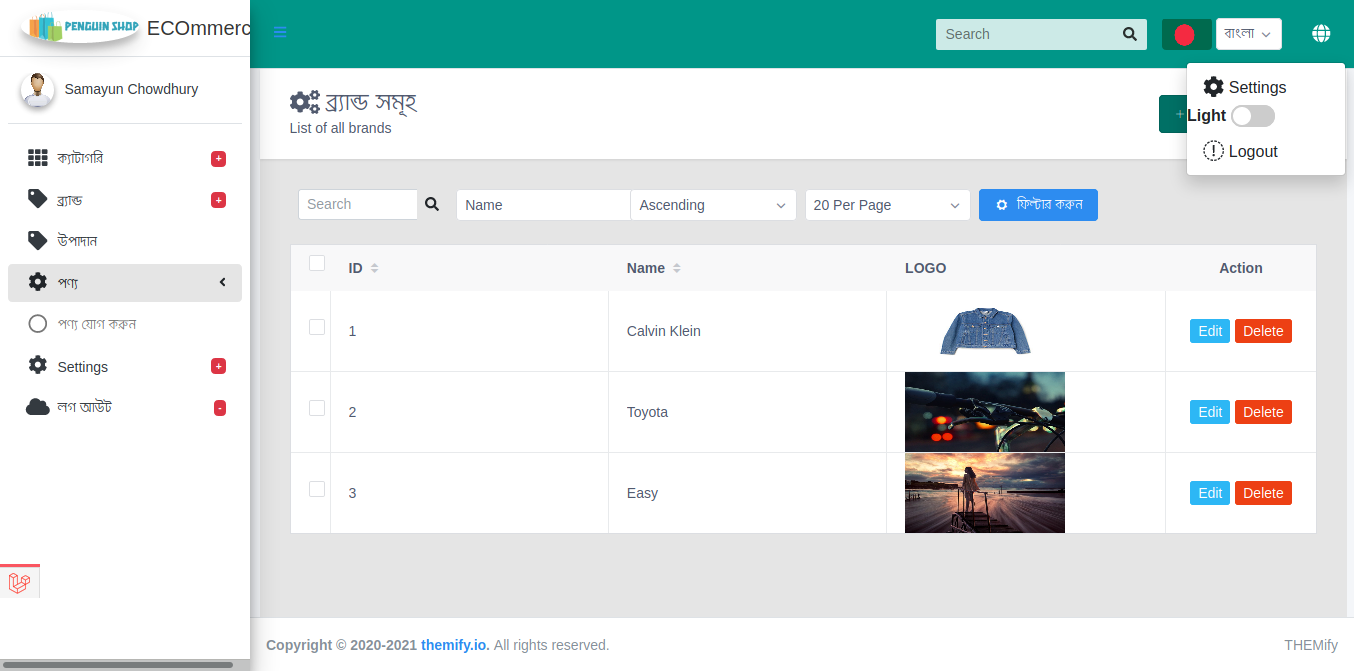 PENGUIN SHOP ECOmmerc
Search
বাংলা
Samayun Chowdhury
Settings
Light
Logout
ব্র্যান্ড সমূহ
List of all brands
+
ক্যাটাগরি +
ব্র্যান্ড +
উপাদান
পণ্য
পণ্য যোগ করুন
Settings +
লগ আউট -
Search
Name
Ascending
20 Per Page
ফিল্টার করুন
ID Name LOGO Action
1 Calvin Klein Edit Delete
2 Toyota Edit Delete
3 Easy Edit Delete
Copyright © 2020-2021 themify.io. All rights reserved.
THEMify